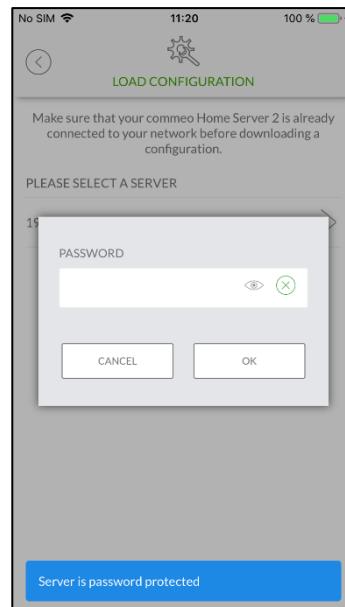 No SIM 11:20 100 %
LOAD CONFIGURATION
Make sure that your commeo Home Server 2 is already
connected to your network before downloading a
configuration.
PLEASE SELECT A SERVER
19
PASSWORD
CANCEL OK
Server is password protected